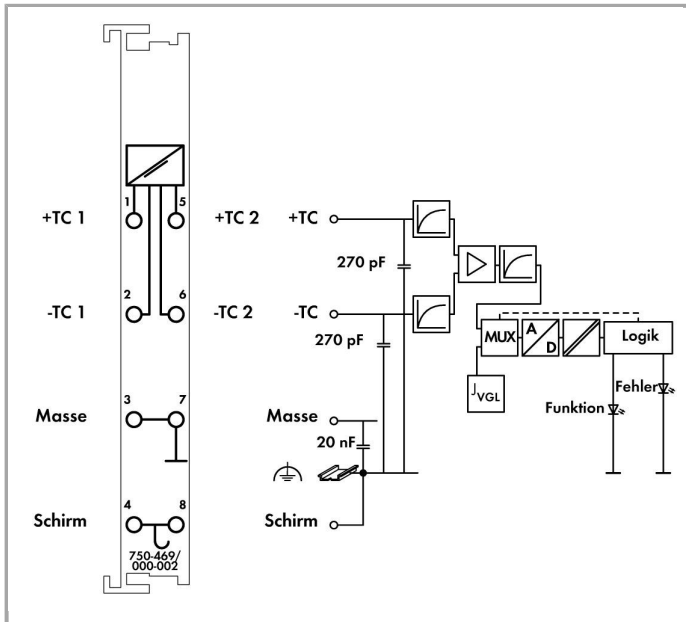 1
5
+TC 1
+TC 2
+TC
270 pF
2
6
-TC 1
-TC 2
-TC
270 pF
MUX
A
D
Logik
JVGL
Fehler
Funktion
3
7
Masse
Masse
20 nF
4
8
Schirm
Schirm
750-469/
000-002